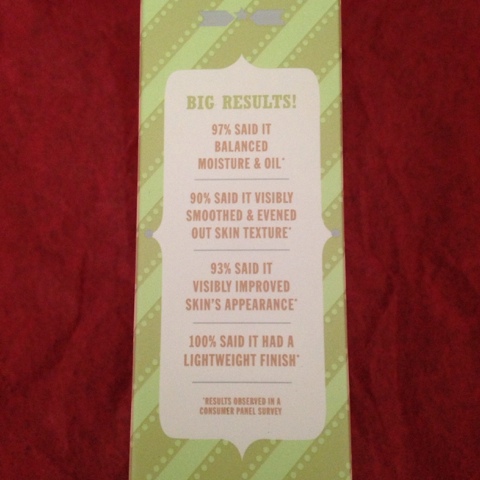 BIG RESULTS!
97% SAID IT
BALANCED
MOISTURE & OIL*
90% SAID IT VISIBLY
SMOOTHED & EVENED
OUT SKIN TEXTURE*
93% SAID IT
VISIBLY IMPROVED
SKIN'S APPEARANCE*
100% SAID IT HAD A
LIGHTWEIGHT FINISH*
*RESULTS OBSERVED IN A
CONSUMER PANEL SURVEY